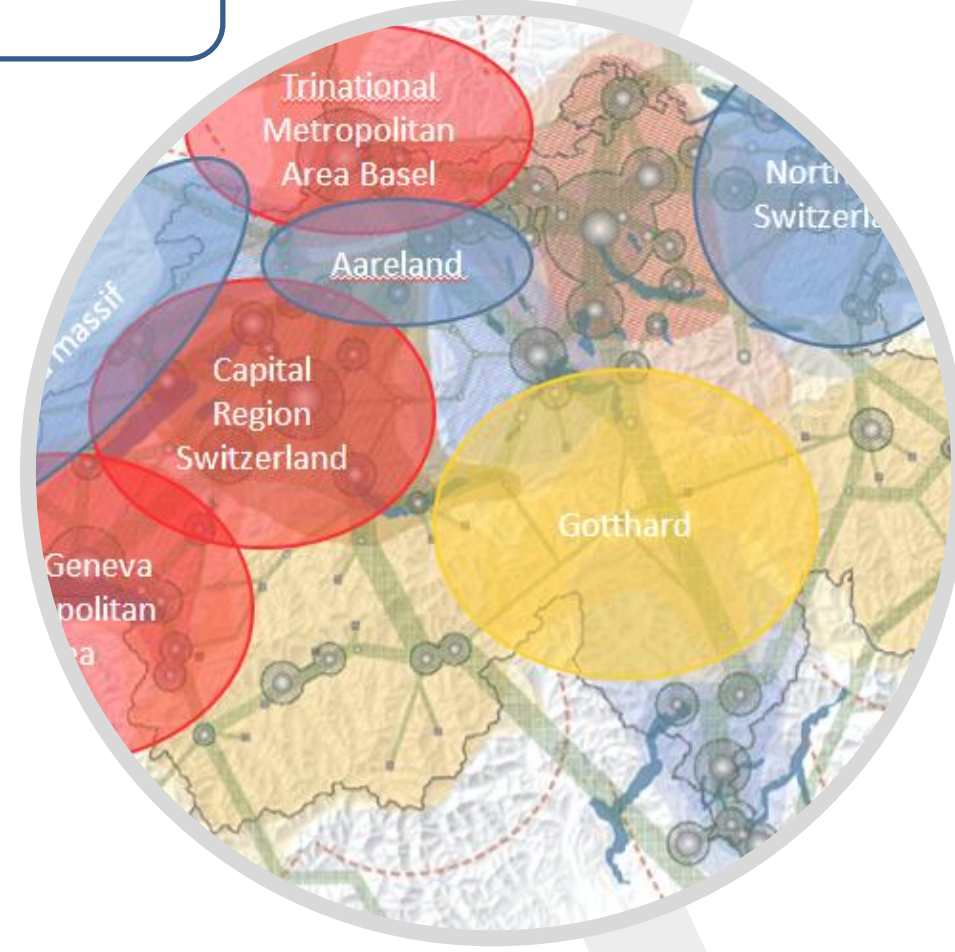 Trinational
Metropolitan
Area Basel
Switzerla
Aareland
massif
Capital
Region
Switzerland
Gotthard
Geneva
politan